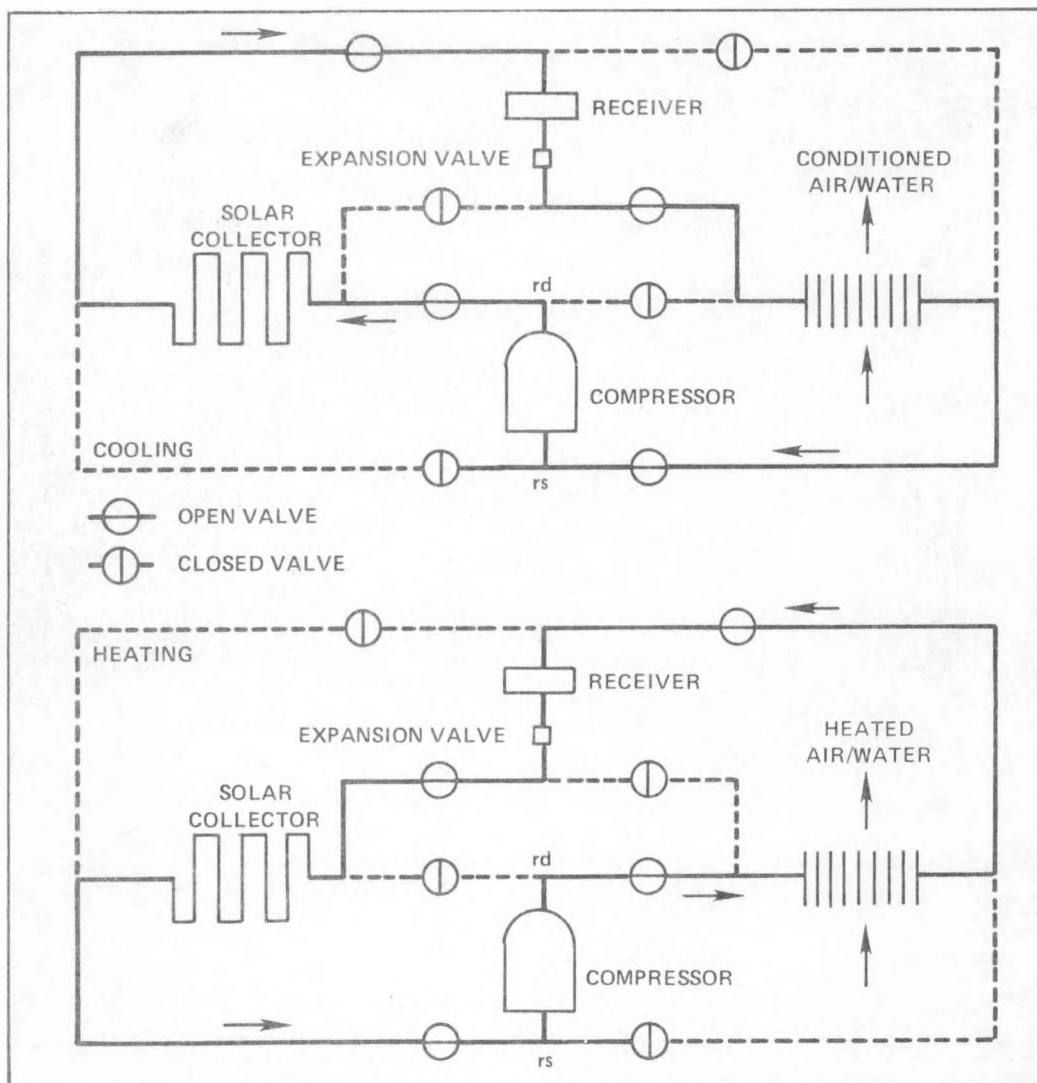 RECEIVER
EXPANSION VALVE
CONDITIONED
AIR/WATER
SOLAR
COLLECTOR
rd
COMPRESSOR
COOLING
rs
OPEN VALVE
CLOSED VALVE
HEATING
RECEIVER
EXPANSION VALVE
HEATED
AIR/WATER
SOLAR
COLLECTOR
rd
COMPRESSOR
rs